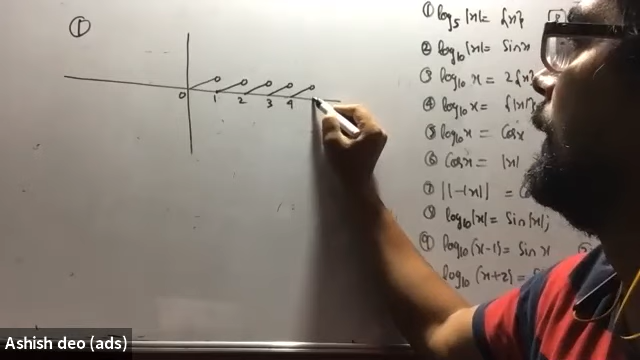 ①
0 1 2 3 4
① log₅ |x| = {x}
② log₁₀ |x| = Sin x
③ log₁₀ x = 2{x}
④ log₁₀ x = {|x|}
⑤ log₁₀ x = Cos x
⑥ Cos x = |x|
⑦ |1-|x|| =
⑧ log₁₀ |x| = Sin |x|;
⑨ log₁₀ (x-1) = Sin x
log₁₀ (x+2) =
Ashish deo (ads)